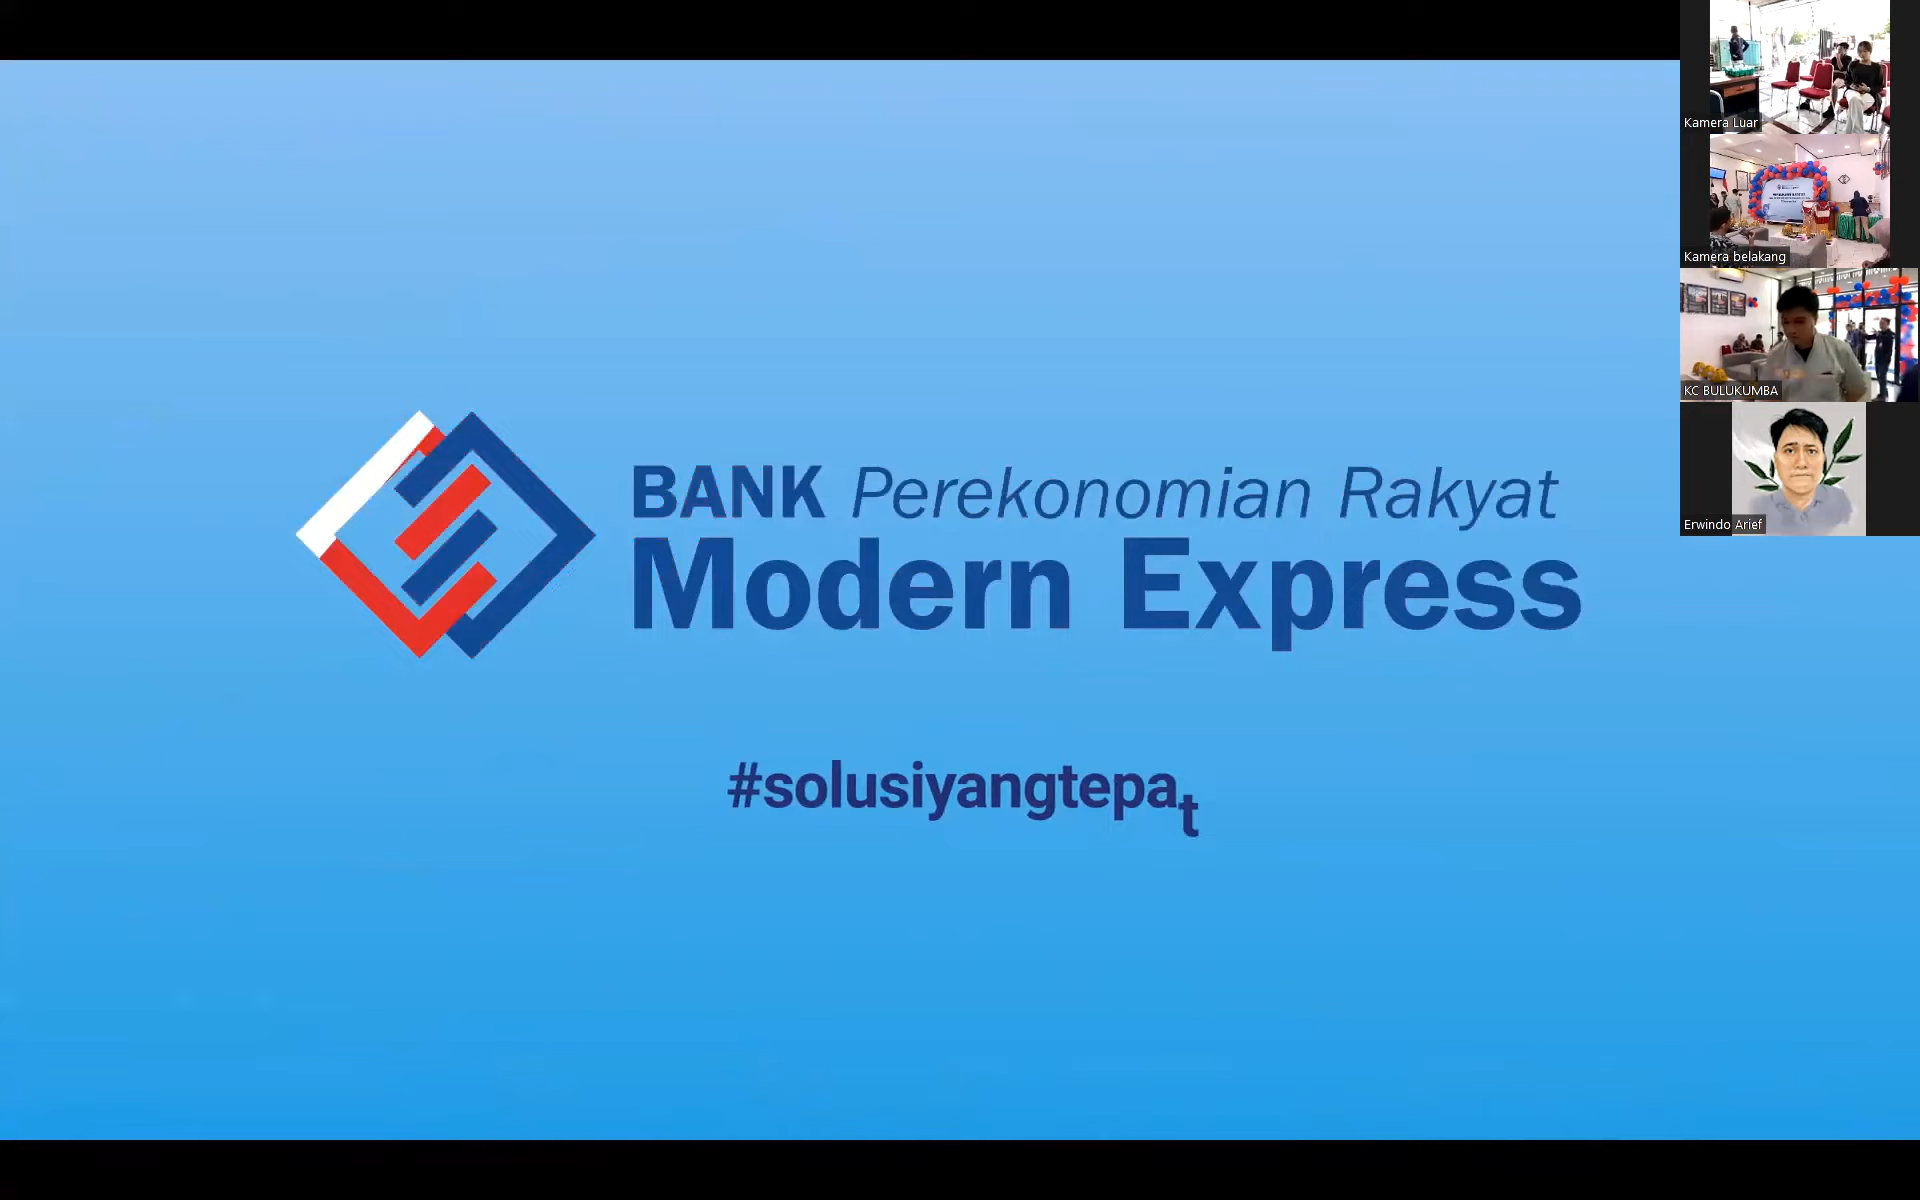 BANK Perekonomian Rakyat
Modern Express
#solusiyangtepat
Kamera Luar
Kamera belakang
KC BULUKUMBA
Erwindo Arief